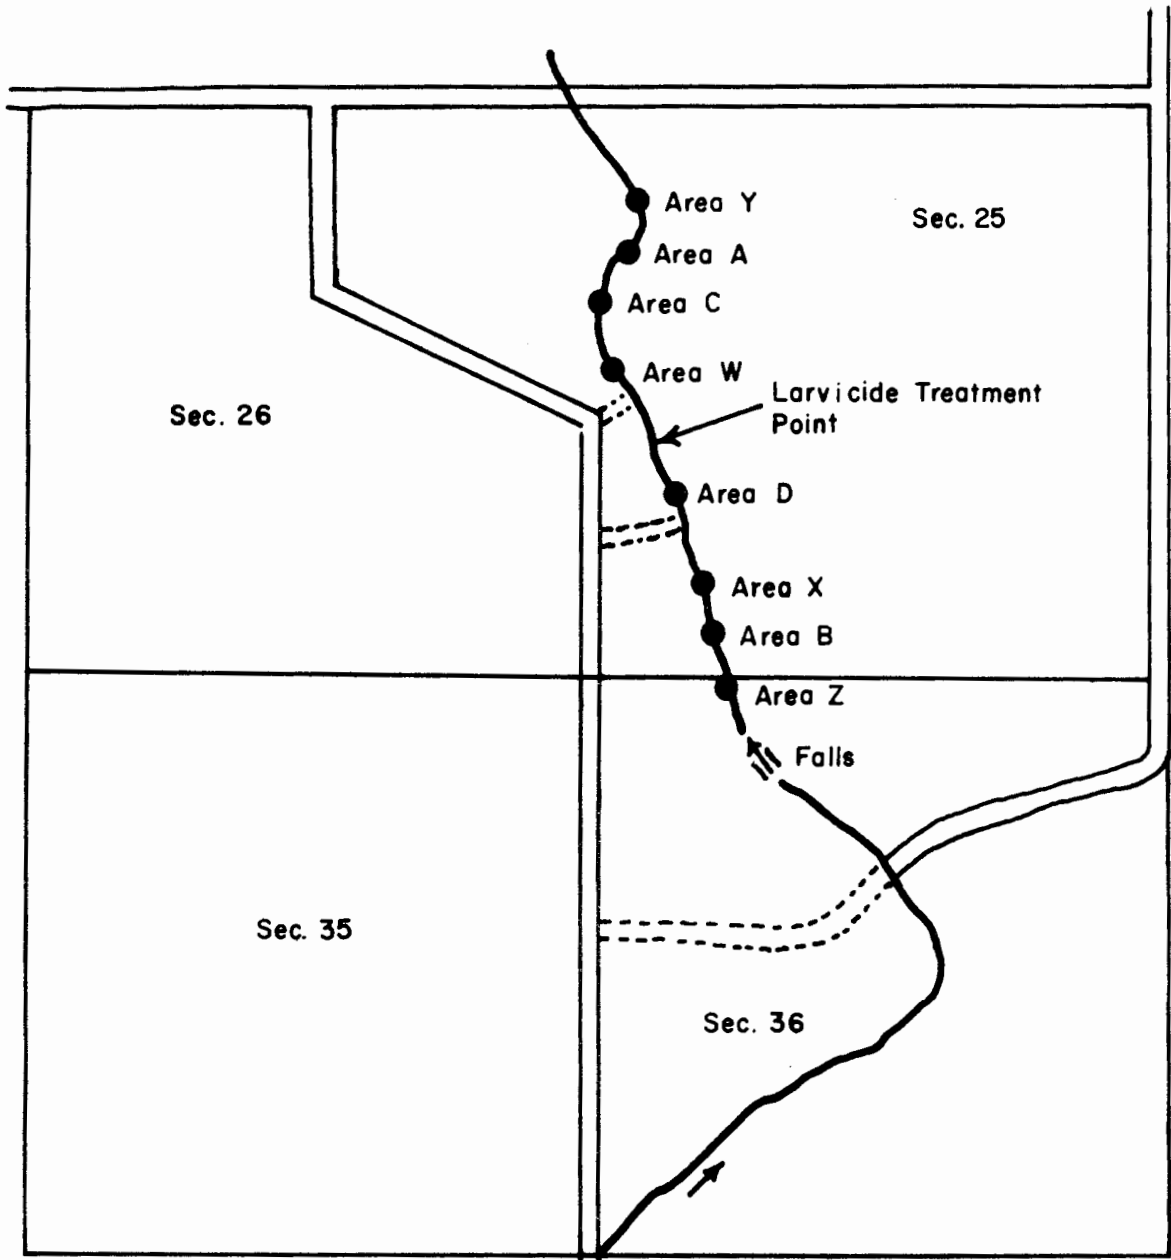 Area Y
Sec. 25
Area A
Area C
Area W
Larvicide Treatment
Point
Sec. 26
Area D
Area X
Area B
Area Z
Falls
Sec. 35
Sec. 36